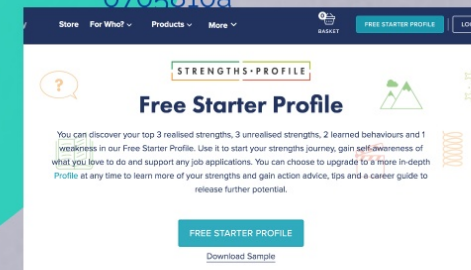 Store For Who? Products More 0 BASKET FREE STARTER PROFILE
STRENGTHS·PROFILE
?
Free Starter Profile
You can discover your top 3 realised strengths, 3 unrealised strengths, 2 learned behaviours and 1
weakness in our Free Starter Profile. Use it to start your strengths journey, gain self-awareness of
what you love to do and support any job applications. You can choose to upgrade to a more in-depth
Profile at any time to learn more of your strengths and gain action advice, tips and a career guide to
release further potential.
FREE STARTER PROFILE
Download Sample